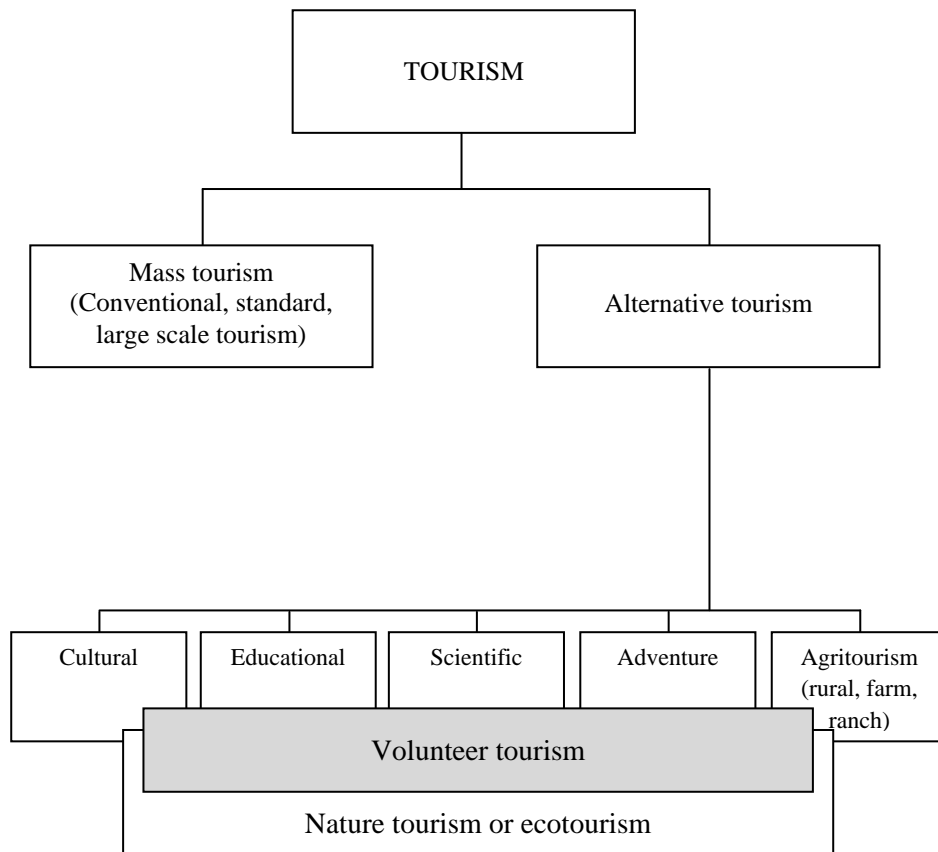 TOURISM
Mass tourism
(Conventional, standard,
large scale tourism)
Alternative tourism
Cultural
Educational
Scientific
Adventure
Agritourism
(rural, farm,
ranch)
Volunteer tourism
Nature tourism or ecotourism